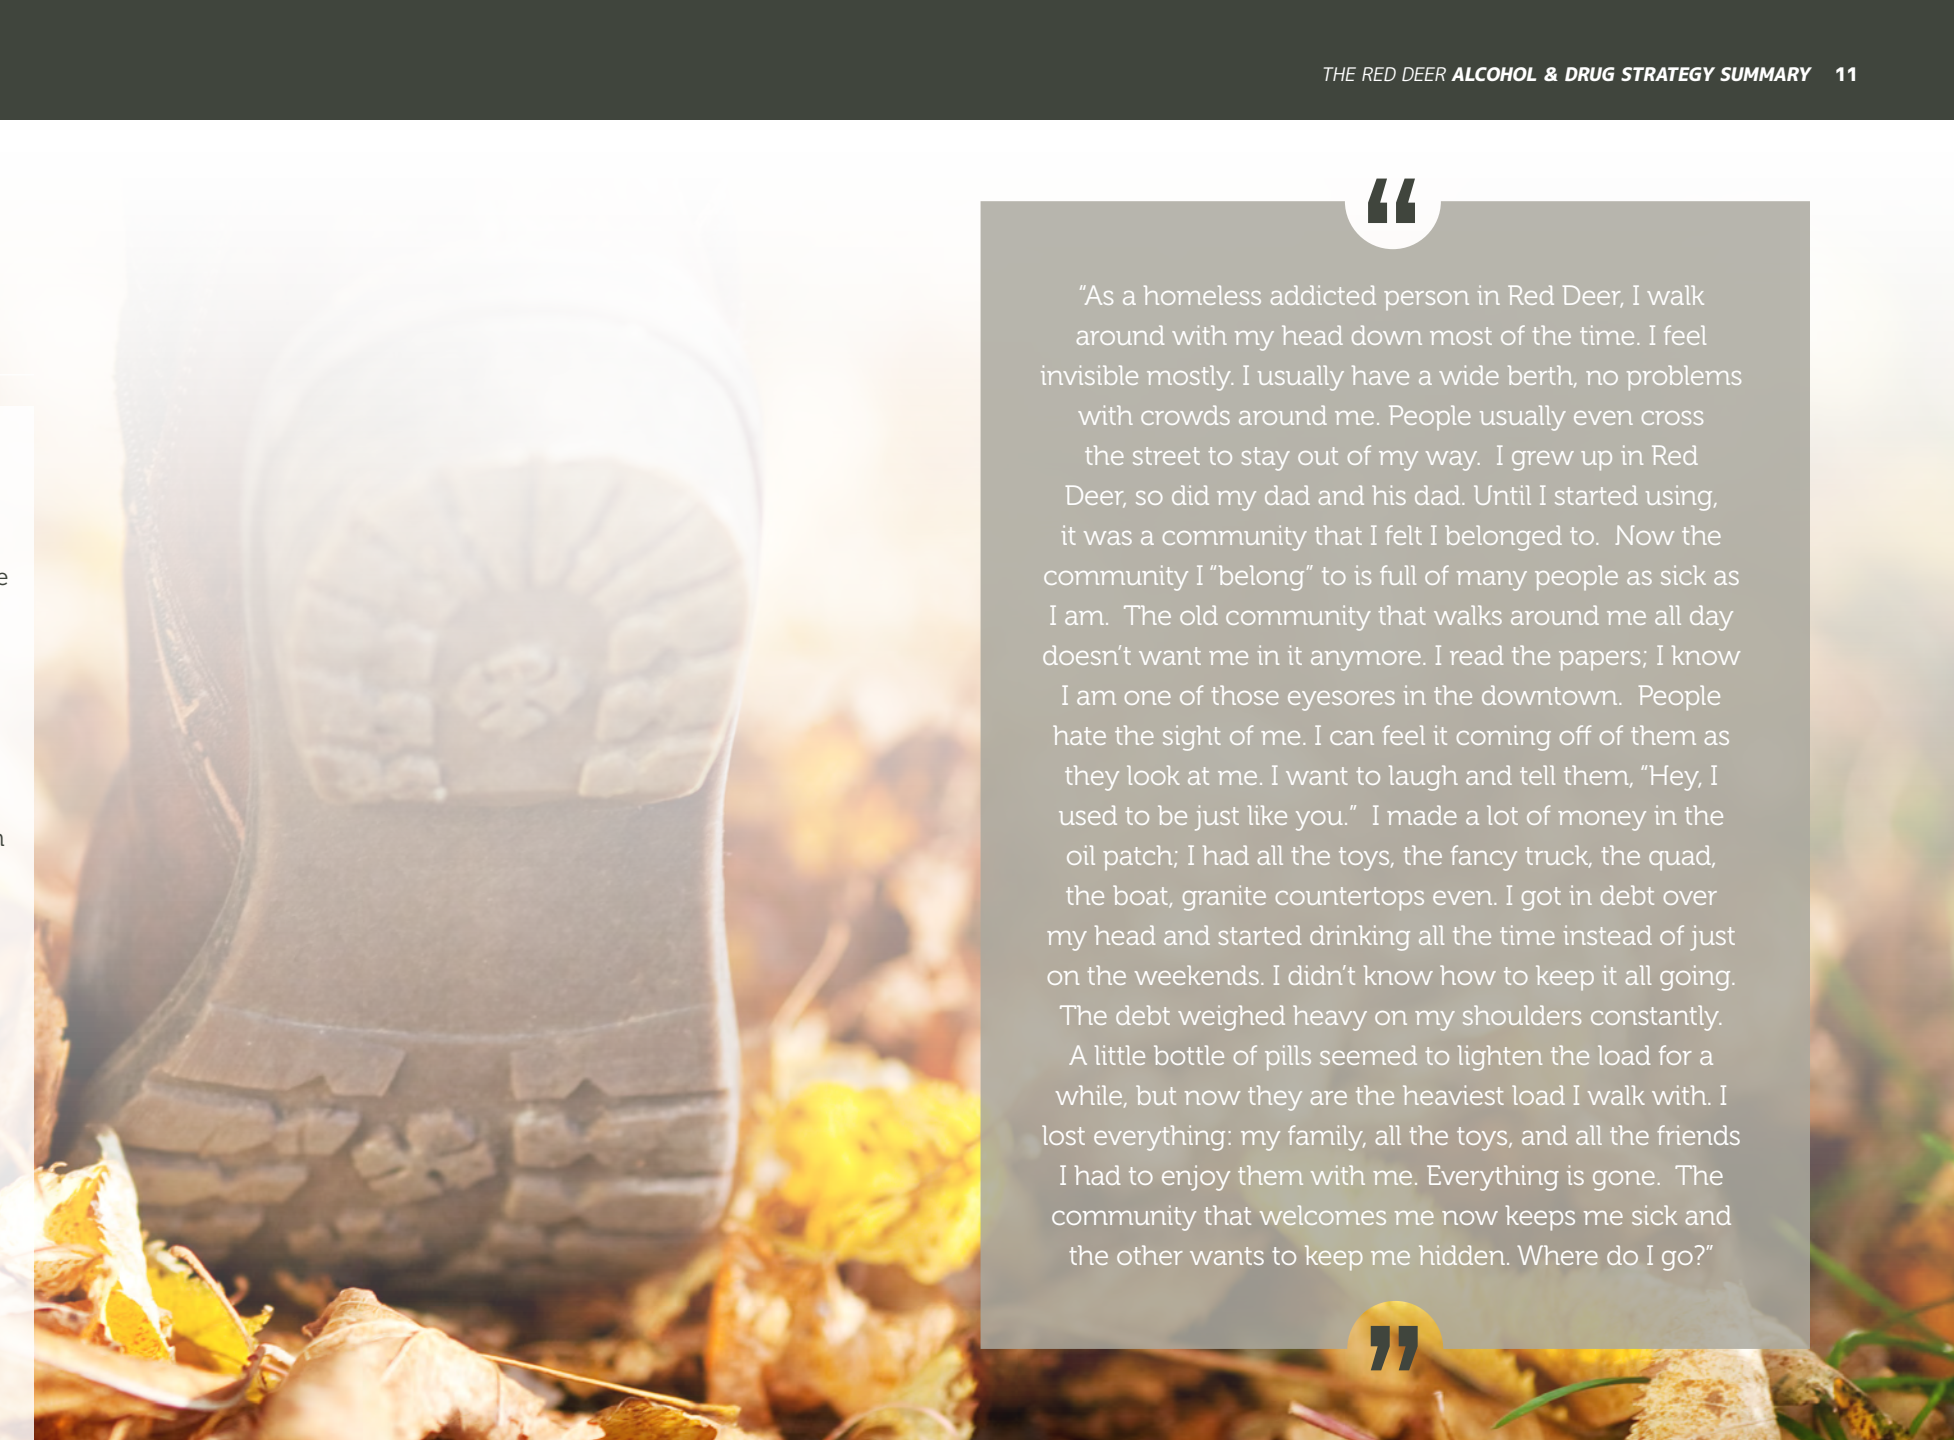 THE RED DEER ALCOHOL & DRUG STRATEGY SUMMARY 11
“
“As a homeless addicted person in Red Deer, I walk
around with my head down most of the time. I feel
invisible mostly. I usually have a wide berth, no problems
with crowds around me. People usually even cross
the street to stay out of my way.  I grew up in Red
Deer, so did my dad and his dad. Until I started using,
it was a community that I felt I belonged to.  Now the
community I “belong” to is full of many people as sick as
I am.  The old community that walks around me all day
doesn’t want me in it anymore. I read the papers; I know
I am one of those eyesores in the downtown.  People
hate the sight of me. I can feel it coming off of them as
they look at me. I want to laugh and tell them, “Hey, I
used to be just like you.”  I made a lot of money in the
oil patch; I had all the toys, the fancy truck, the quad,
the boat, granite countertops even. I got in debt over
my head and started drinking all the time instead of just
on the weekends. I didn’t know how to keep it all going.
The debt weighed heavy on my shoulders constantly.
A little bottle of pills seemed to lighten the load for a
while, but now they are the heaviest load I walk with. I
lost everything: my family, all the toys, and all the friends
I had to enjoy them with me. Everything is gone.  The
community that welcomes me now keeps me sick and
the other wants to keep me hidden. Where do I go?”
”